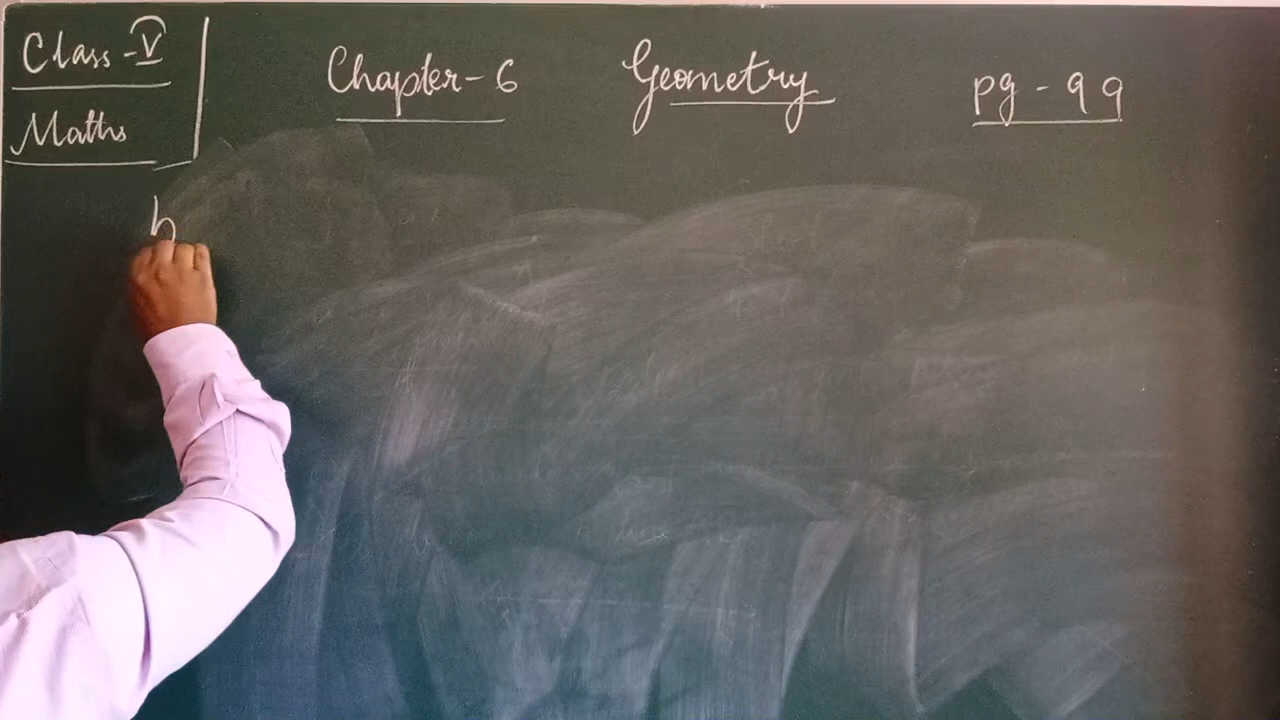 Class - V
Maths
Chapter - 6 Geometry pg - 99
h